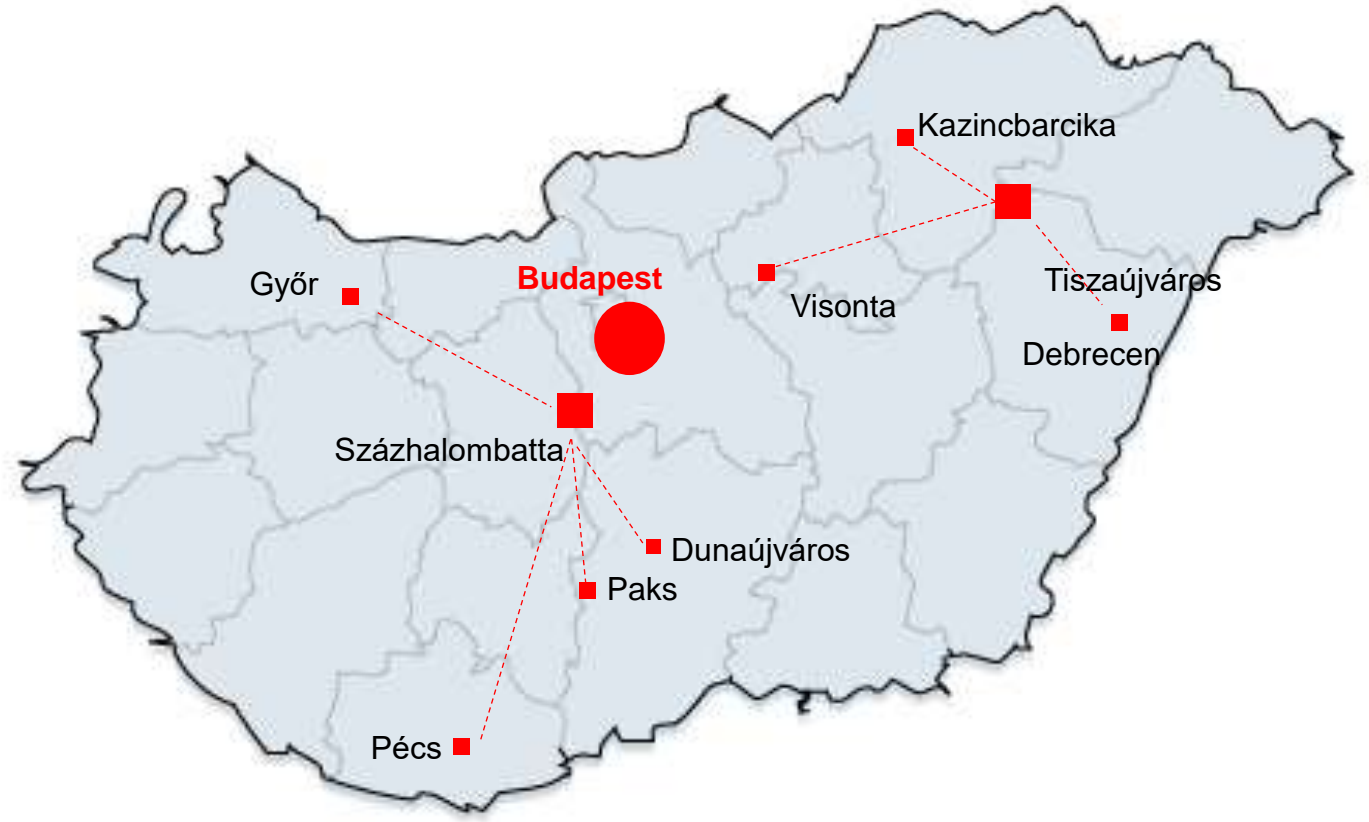 Kazincbarcika
Budapest
Győr
Tiszaújváros
Visonta
Debrecen
Százhalombatta
Dunaújváros
Paks
Pécs